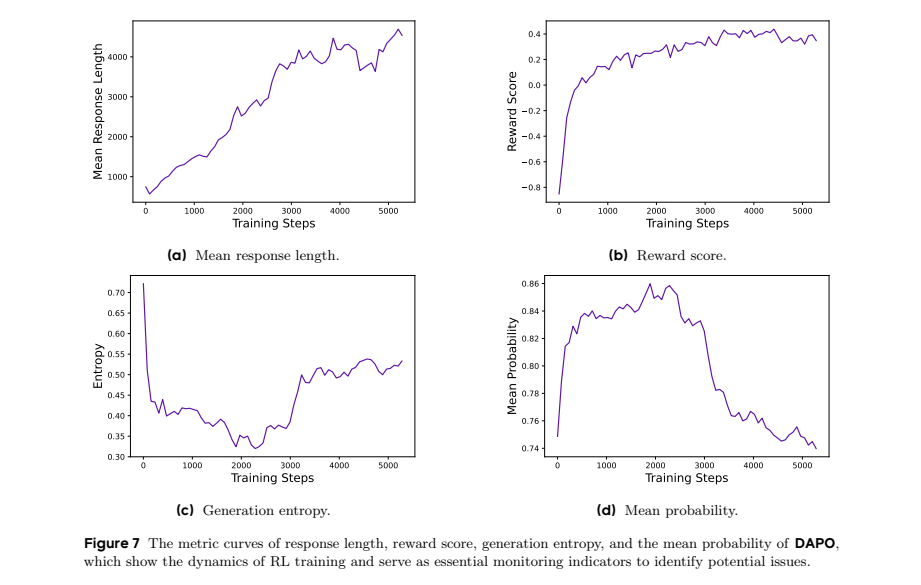 4000
3000
2000
1000
Mean Response Length
0 1000 2000 3000 4000 5000
Training Steps
(a) Mean response length.
0.4
0.2
0.0
−0.2
−0.4
−0.6
−0.8
Reward Score
0 1000 2000 3000 4000 5000
Training Steps
(b) Reward score.
0.70
0.65
0.60
0.55
0.50
0.45
0.40
0.35
0.30
Entropy
0 1000 2000 3000 4000 5000
Training Steps
(c) Generation entropy.
0.86
0.84
0.82
0.80
0.78
0.76
0.74
Mean Probability
0 1000 2000 3000 4000 5000
Training Steps
(d) Mean probability.
Figure 7 The metric curves of response length, reward score, generation entropy, and the mean probability of DAPO,
which show the dynamics of RL training and serve as essential monitoring indicators to identify potential issues.